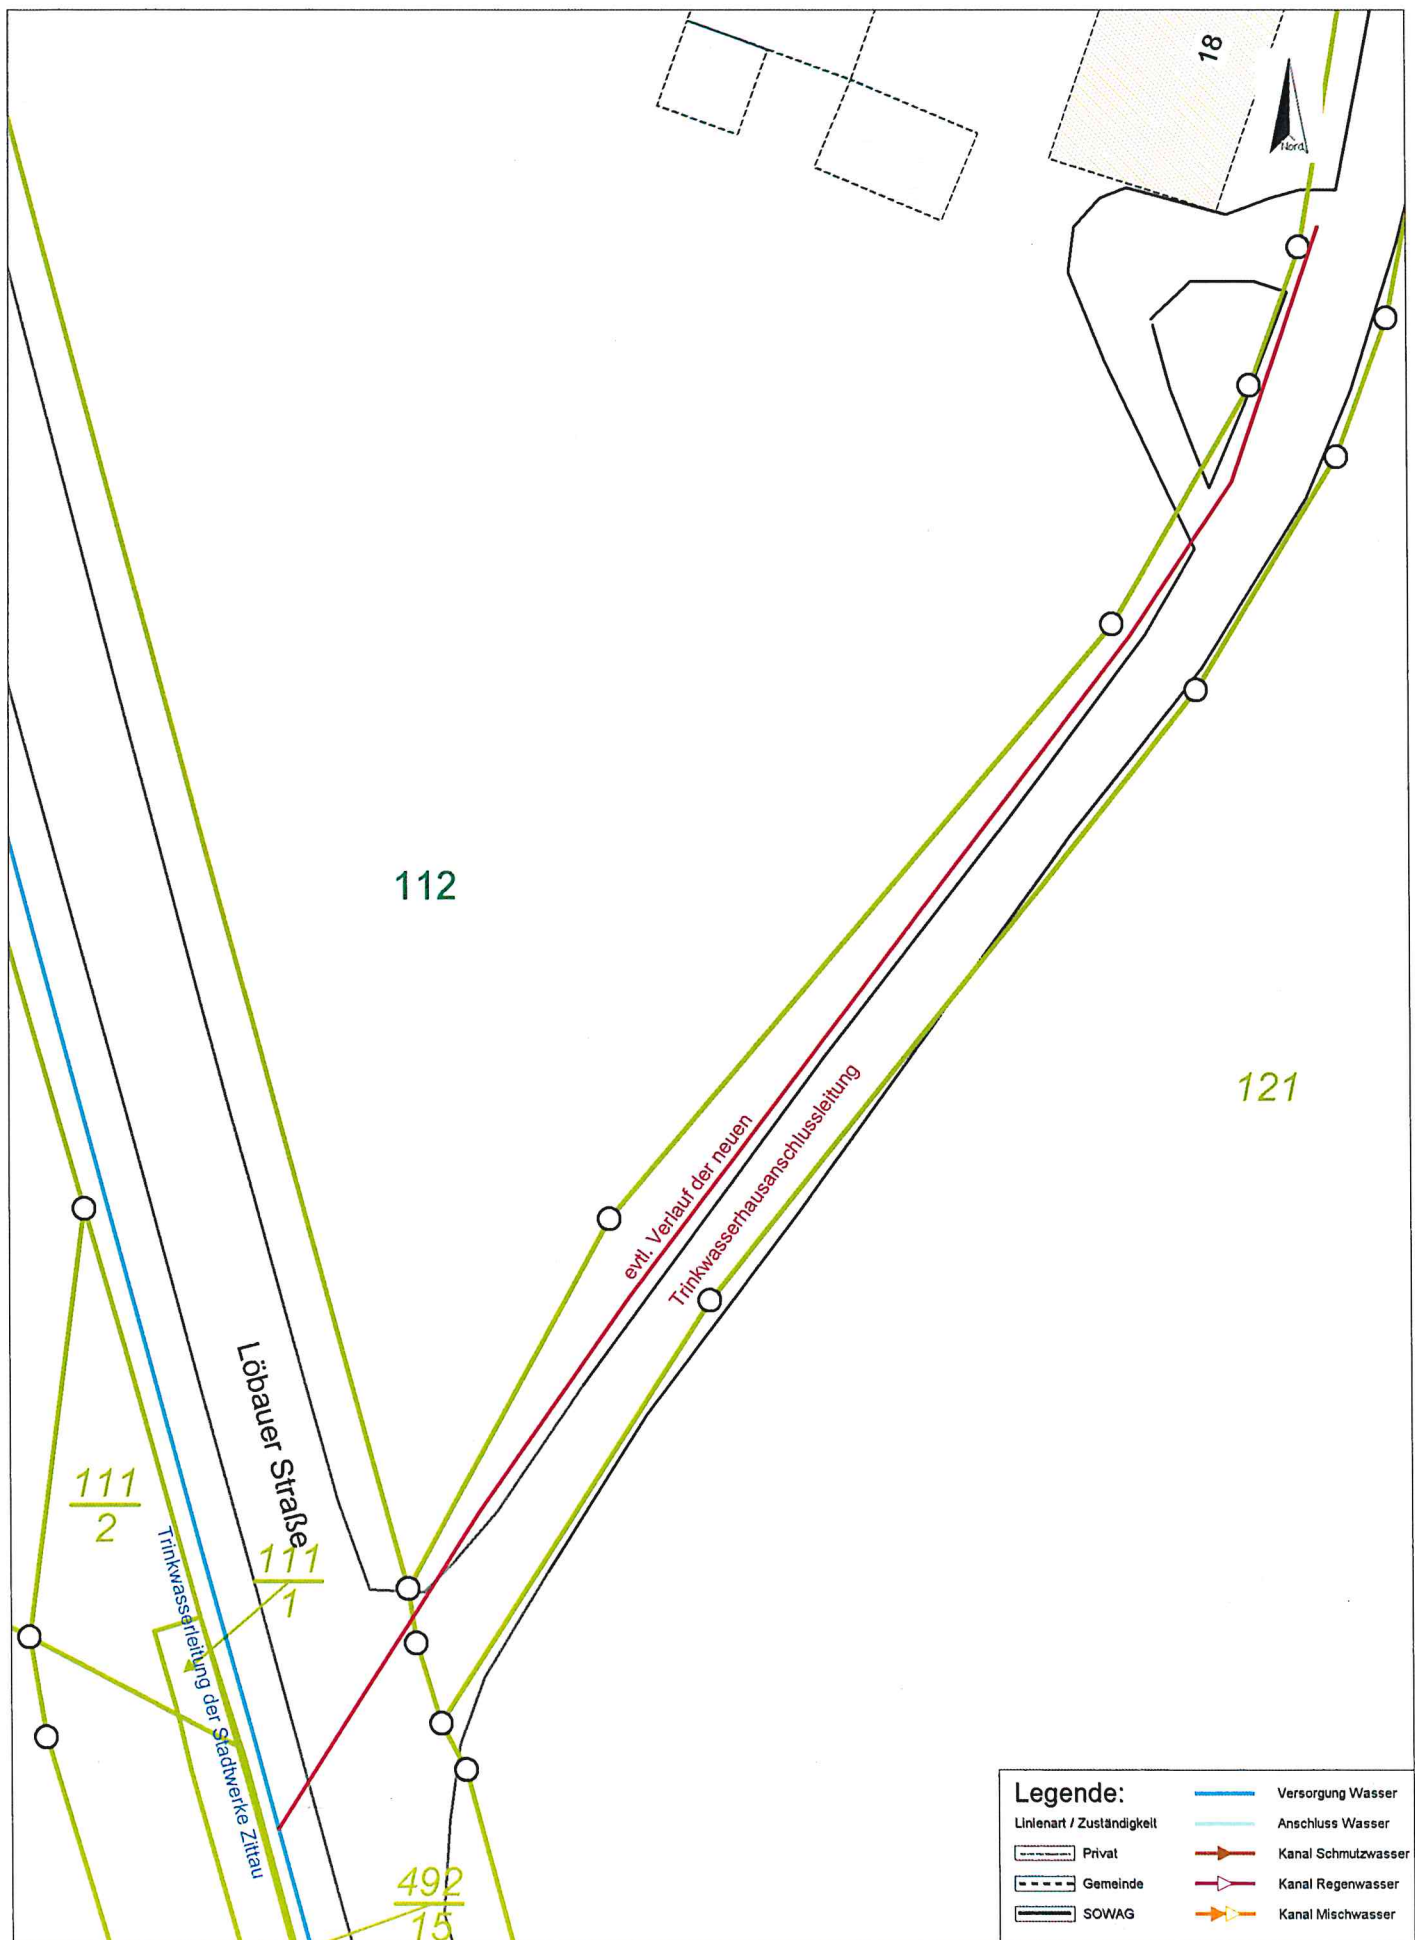 18
Nord
112
121
evtl. Verlauf der neuen
Trinkwasserhausanschlussleitung
Löbauer Straße
111
2
111
1
Trinkwasserleitung der Stadtwerke Zittau
492
15
Legende:
Linienart / Zuständigkeit
Privat
Gemeinde
SOWAG
Versorgung Wasser
Anschluss Wasser
Kanal Schmutzwasser
Kanal Regenwasser
Kanal Mischwasser